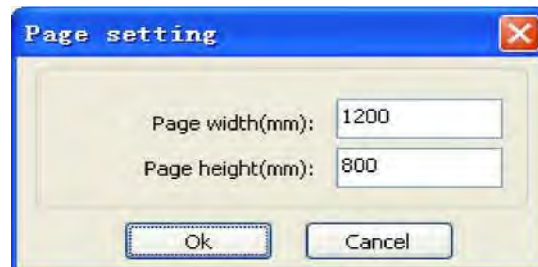 Page setting
Page width(mm): 1200
Page height(mm): 800
Ok Cancel